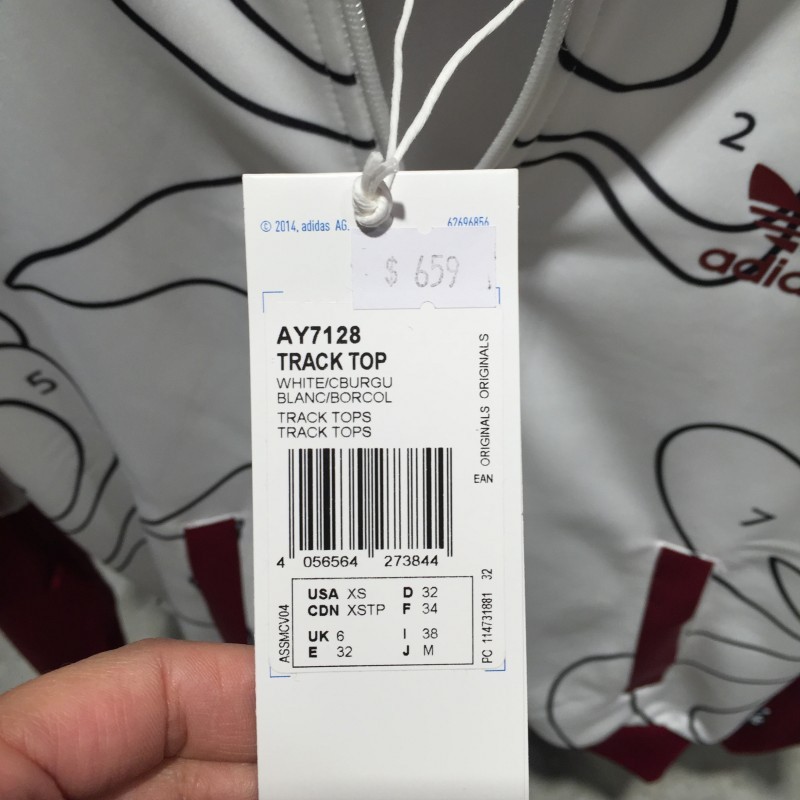 © 2014, adidas AG.
62696856
$ 659
AY7128
TRACK TOP
WHITE/CBURGU
BLANC/BORCOL
TRACK TOPS
TRACK TOPS
ORIGINALS ORIGINALS
EAN
4 056564 273844
USA XS D 32
CDN XSTP F 34
UK 6 I 38
E 32 J M
ASSMCV04
PC 114731881 32
2
adidas
5
7